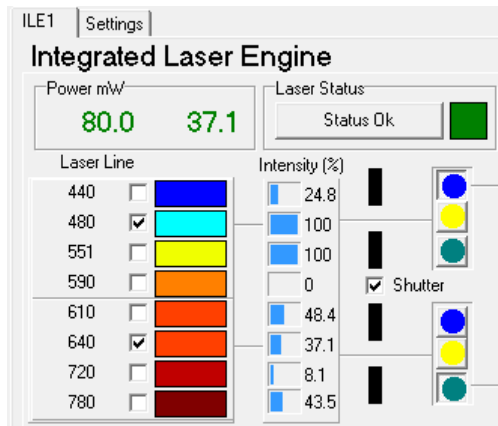 ILE1 Settings
Integrated Laser Engine
Power mW Laser Status
80.0 37.1 Status Ok
Laser Line Intensity (%)
440 24.8
480 100
551 100
590 0 Shutter
610 48.4
640 37.1
720 8.1
780 43.5